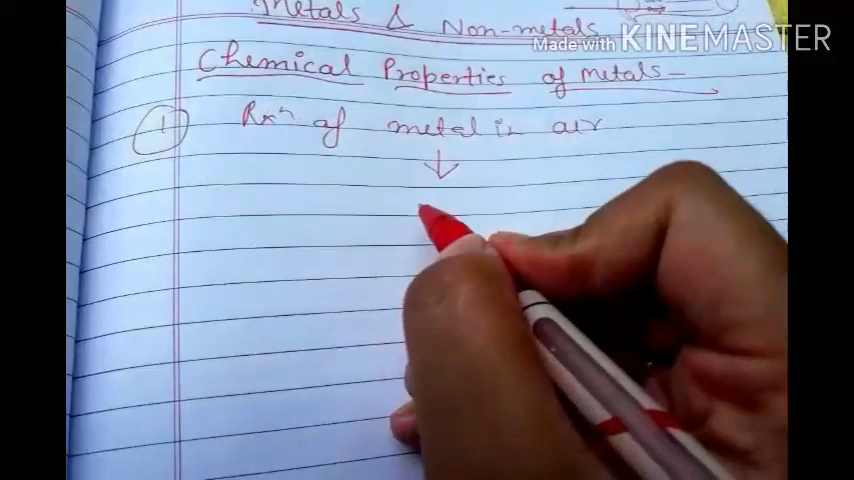 Metals & Non-metals
Made with KINEMASTER
Chemical Properties of metals-
① Rxⁿ of metal in air